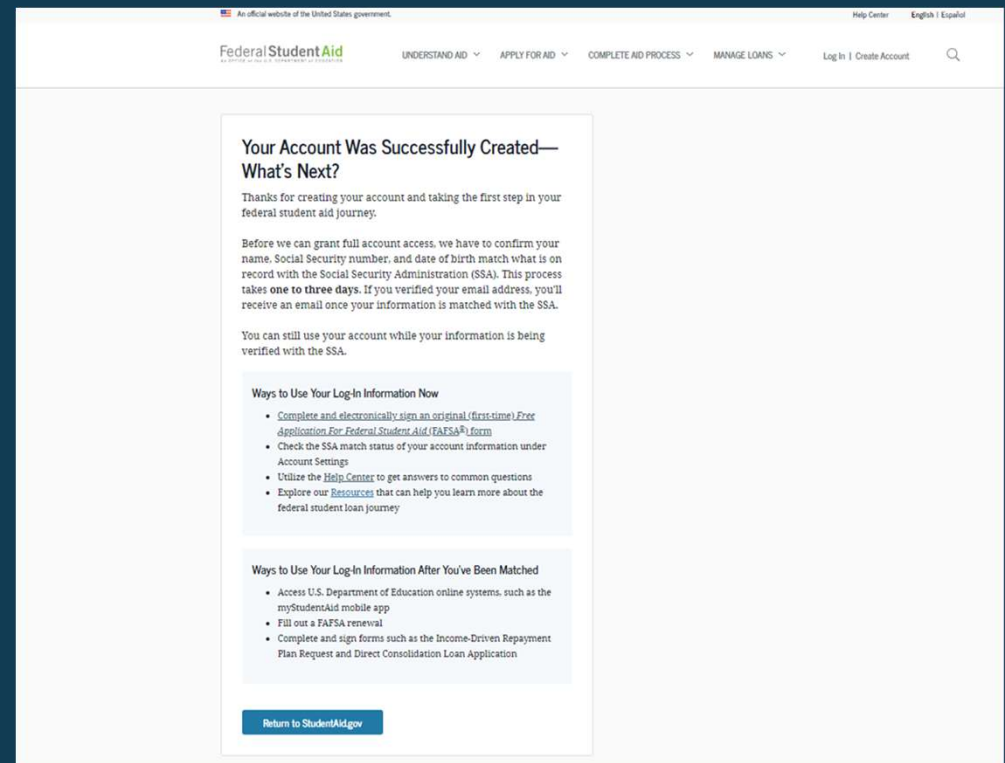 An official website of the United States government.
Help Center English | Español
Federal Student Aid
An OFFICE of the U.S. DEPARTMENT of EDUCATION
UNDERSTAND AID APPLY FOR AID COMPLETE AID PROCESS MANAGE LOANS Log In | Create Account
Your Account Was Successfully Created—
What's Next?
Thanks for creating your account and taking the first step in your
federal student aid journey.
Before we can grant full account access, we have to confirm your
name, Social Security number, and date of birth match what is on
record with the Social Security Administration (SSA). This process
takes one to three days. If you verified your email address, you'll
receive an email once your information is matched with the SSA.
You can still use your account while your information is being
verified with the SSA.
Ways to Use Your Log-In Information Now
• Complete and electronically sign an original (first-time) Free
Application For Federal Student Aid (FAFSA®) form
• Check the SSA match status of your account information under
Account Settings
• Utilize the Help Center to get answers to common questions
• Explore our Resources that can help you learn more about the
federal student loan journey
Ways to Use Your Log-In Information After You've Been Matched
• Access U.S. Department of Education online systems, such as the
myStudentAid mobile app
• Fill out a FAFSA renewal
• Complete and sign forms such as the Income-Driven Repayment
Plan Request and Direct Consolidation Loan Application
Return to StudentAid.gov